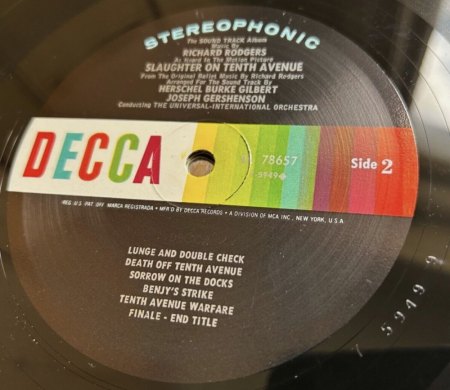 STEREOPHONIC
The SOUND TRACK Album
Music By
RICHARD RODGERS
As Heard In The Motion Picture
SLAUGHTER ON TENTH AVENUE
From The Original Ballet Music By Richard Rodgers
Arranged For The Sound Track By
HERSCHEL BURKE GILBERT
JOSEPH GERSHENSON
Conducting THE UNIVERSAL-INTERNATIONAL ORCHESTRA
DECCA
78657
Side 2
5949
REG. U.S. PAT. OFF. MARCA REGISTRADA • MFR'D BY DECCA RECORDS • A DIVISION OF MCA INC., NEW YORK, U.S.A.
LUNGE AND DOUBLE CHECK
DEATH OFF TENTH AVENUE
SORROW ON THE DOCKS
BENJY'S STRIKE
TENTH AVENUE WARFARE
FINALE - END TITLE
5949